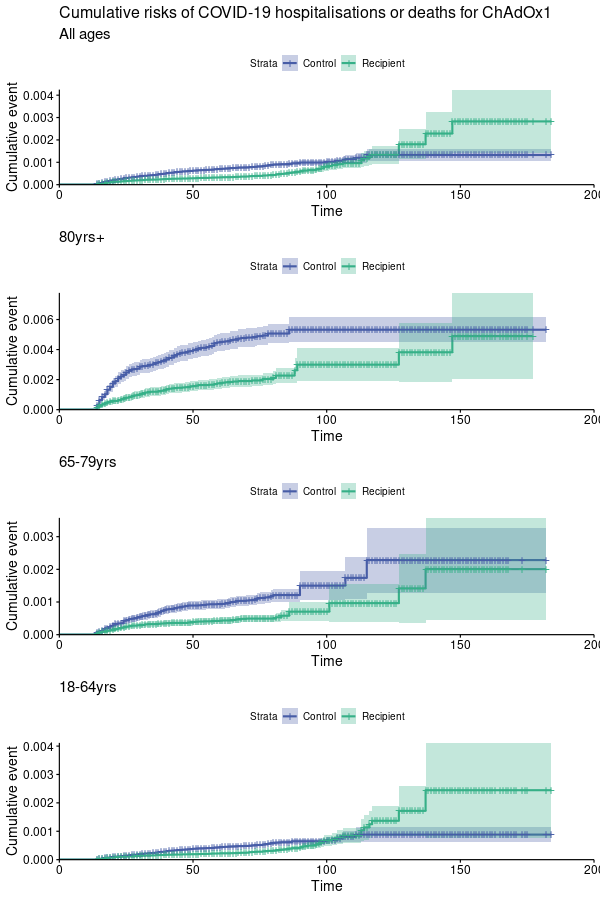 Cumulative risks of COVID-19 hospitalisations or deaths for ChAdOx1
All ages
Strata Control Recipient
Cumulative event
0.004
0.003
0.002
0.001
0.000
0 50 100 150 200
Time
80yrs+
Strata Control Recipient
Cumulative event
0.006
0.004
0.002
0.000
0 50 100 150 200
Time
65-79yrs
Strata Control Recipient
Cumulative event
0.003
0.002
0.001
0.000
0 50 100 150 200
Time
18-64yrs
Strata Control Recipient
Cumulative event
0.004
0.003
0.002
0.001
0.000
0 50 100 150 200
Time